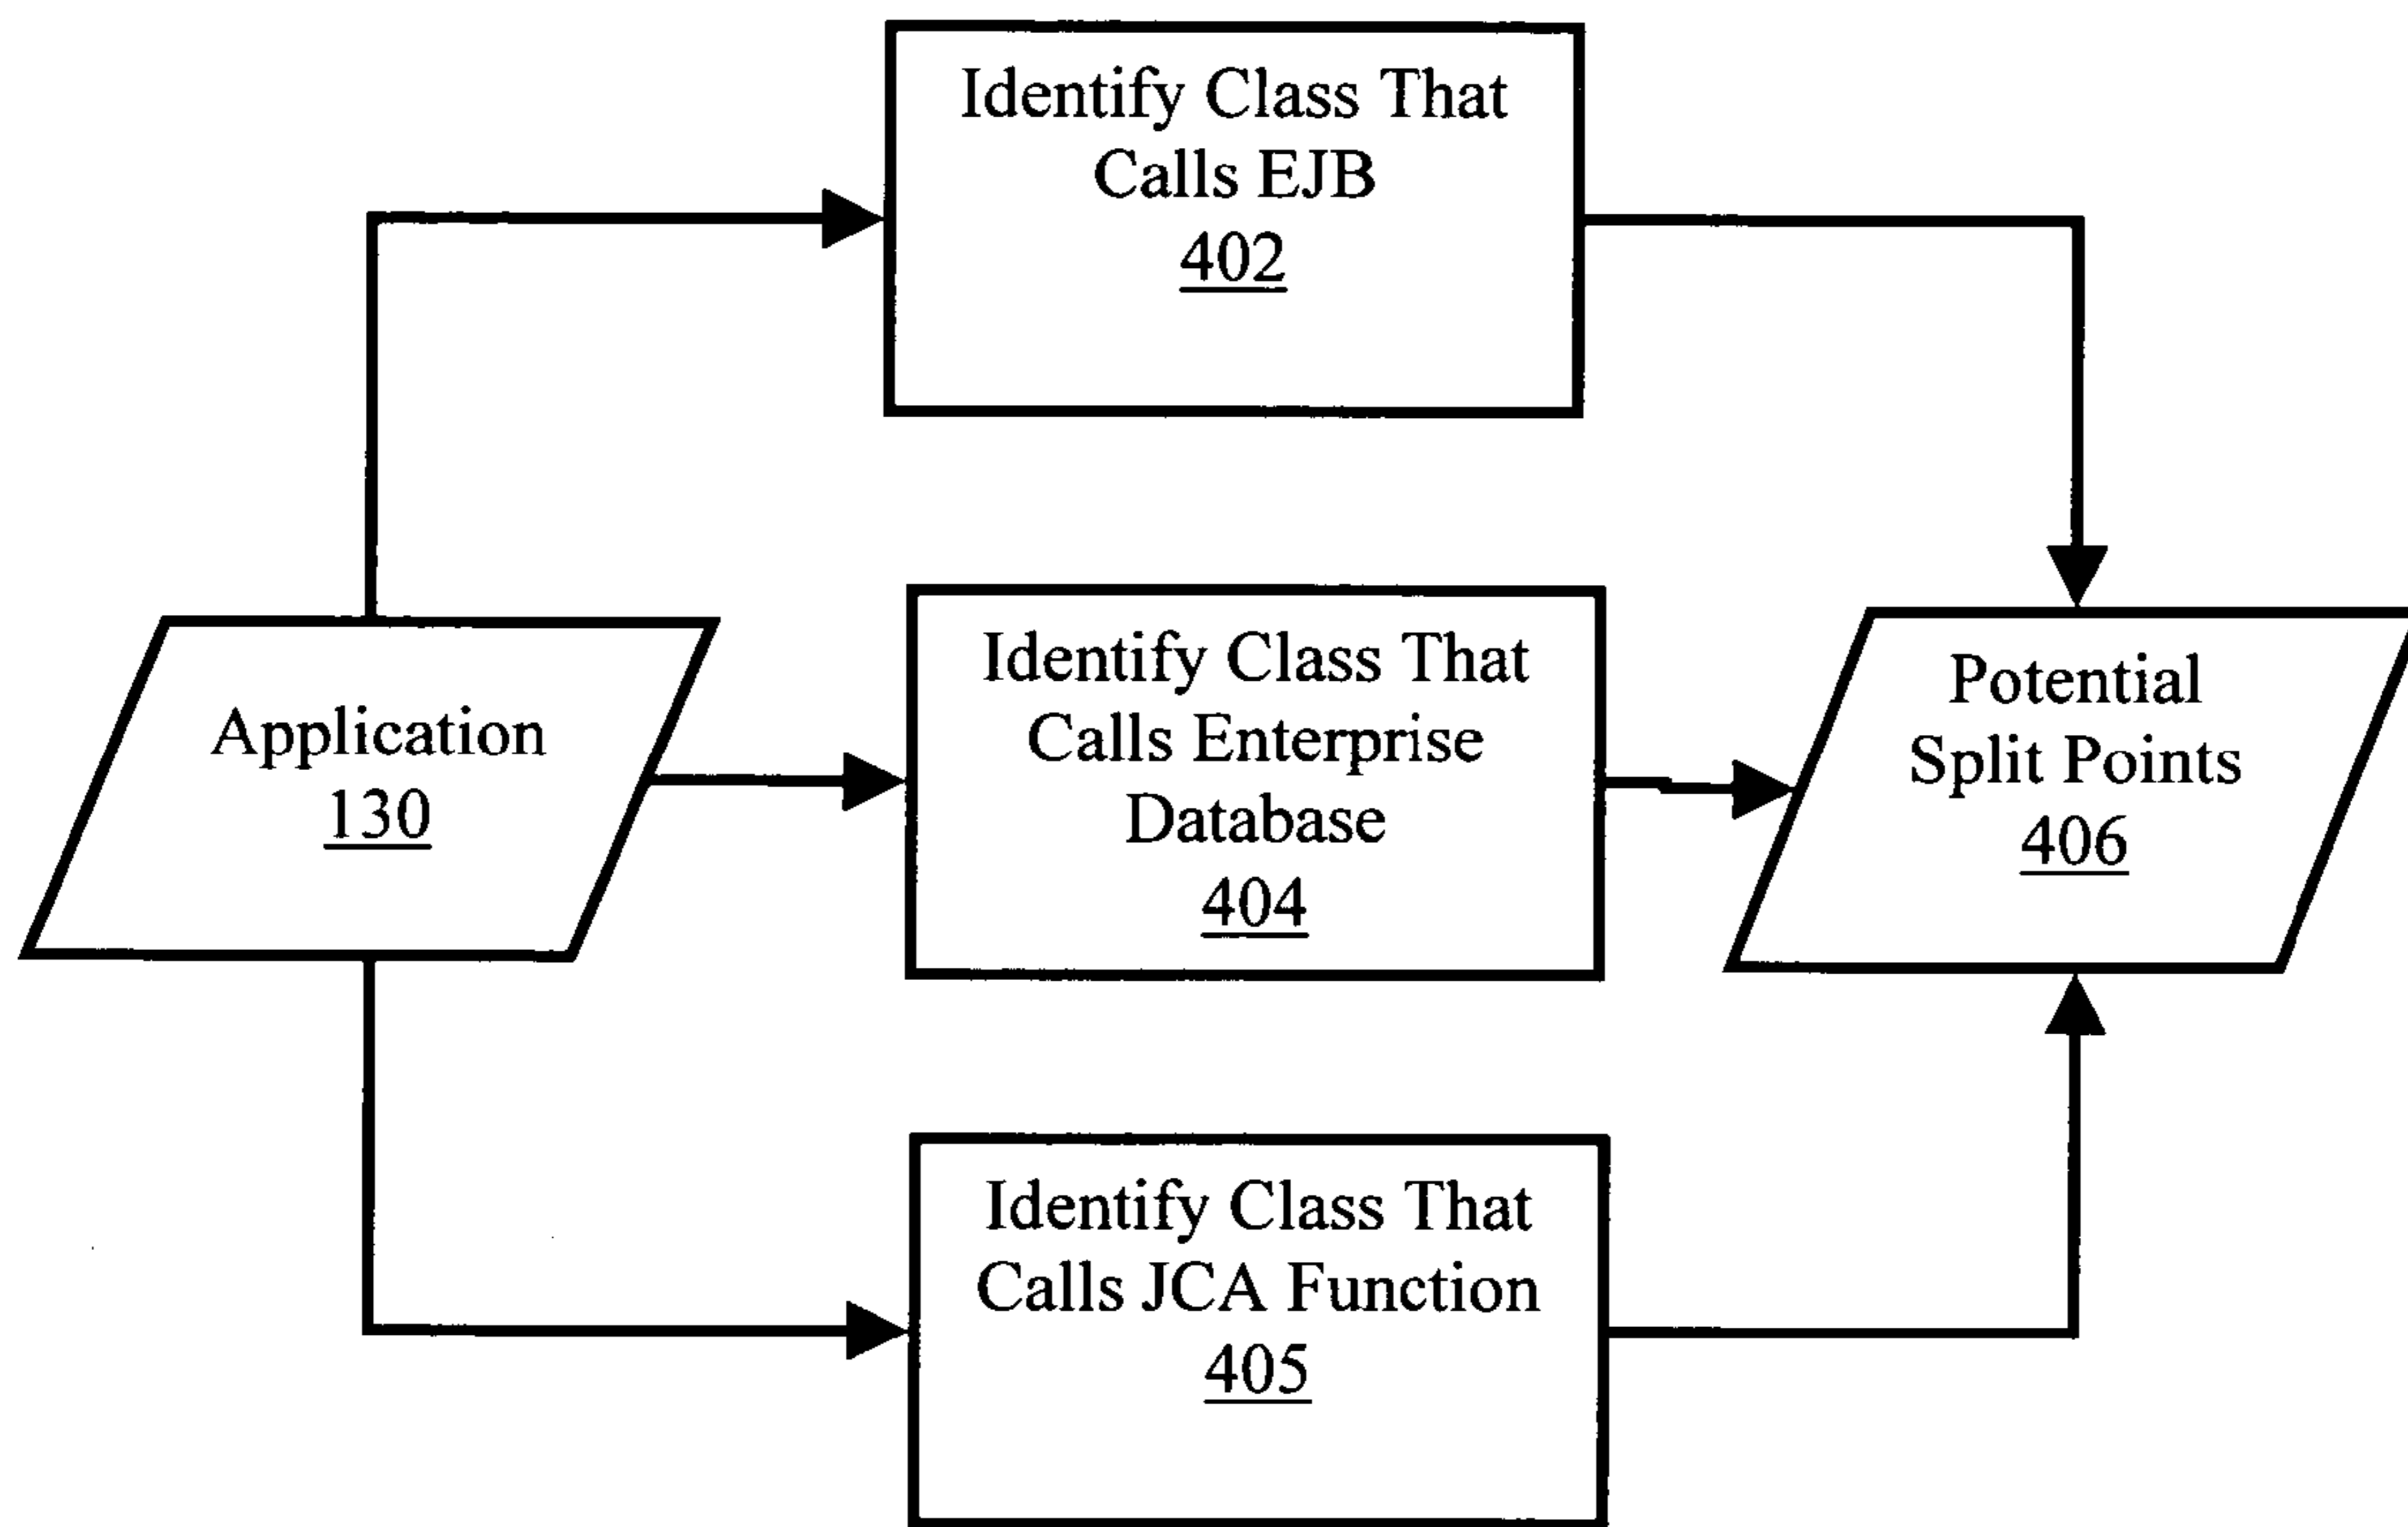 Identify Class That
Calls EJB
402
Application
130
Identify Class That
Calls Enterprise
Database
404
Potential
Split Points
406
Identify Class That
Calls JCA Function
405